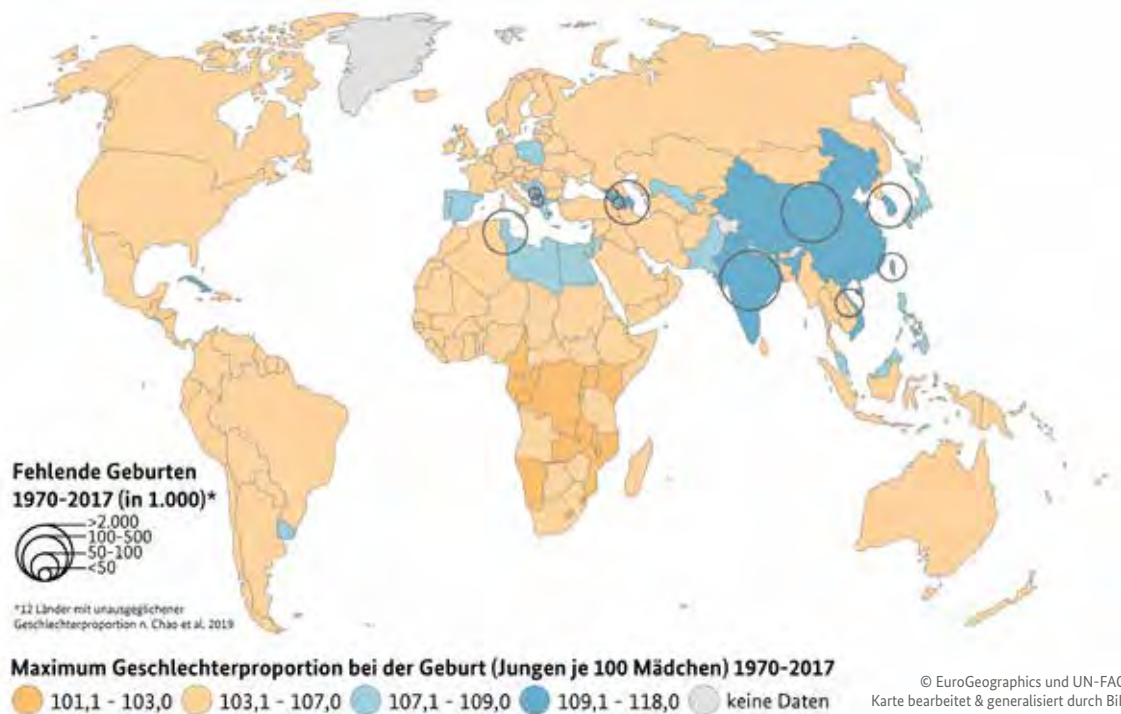 Fehlende Geburten
1970-2017 (in 1.000)*
>2.000
100-500
50-100
<50
*12 Länder mit unausgeglichener
Geschlechterproportion n. Chao et al. 2019
Maximum Geschlechterproportion bei der Geburt (Jungen je 100 Mädchen) 1970-2017
101,1 - 103,0 103,1 - 107,0 107,1 - 109,0 109,1 - 118,0 keine Daten
© EuroGeographics und UN-FAO
Karte bearbeitet & generalisiert durch